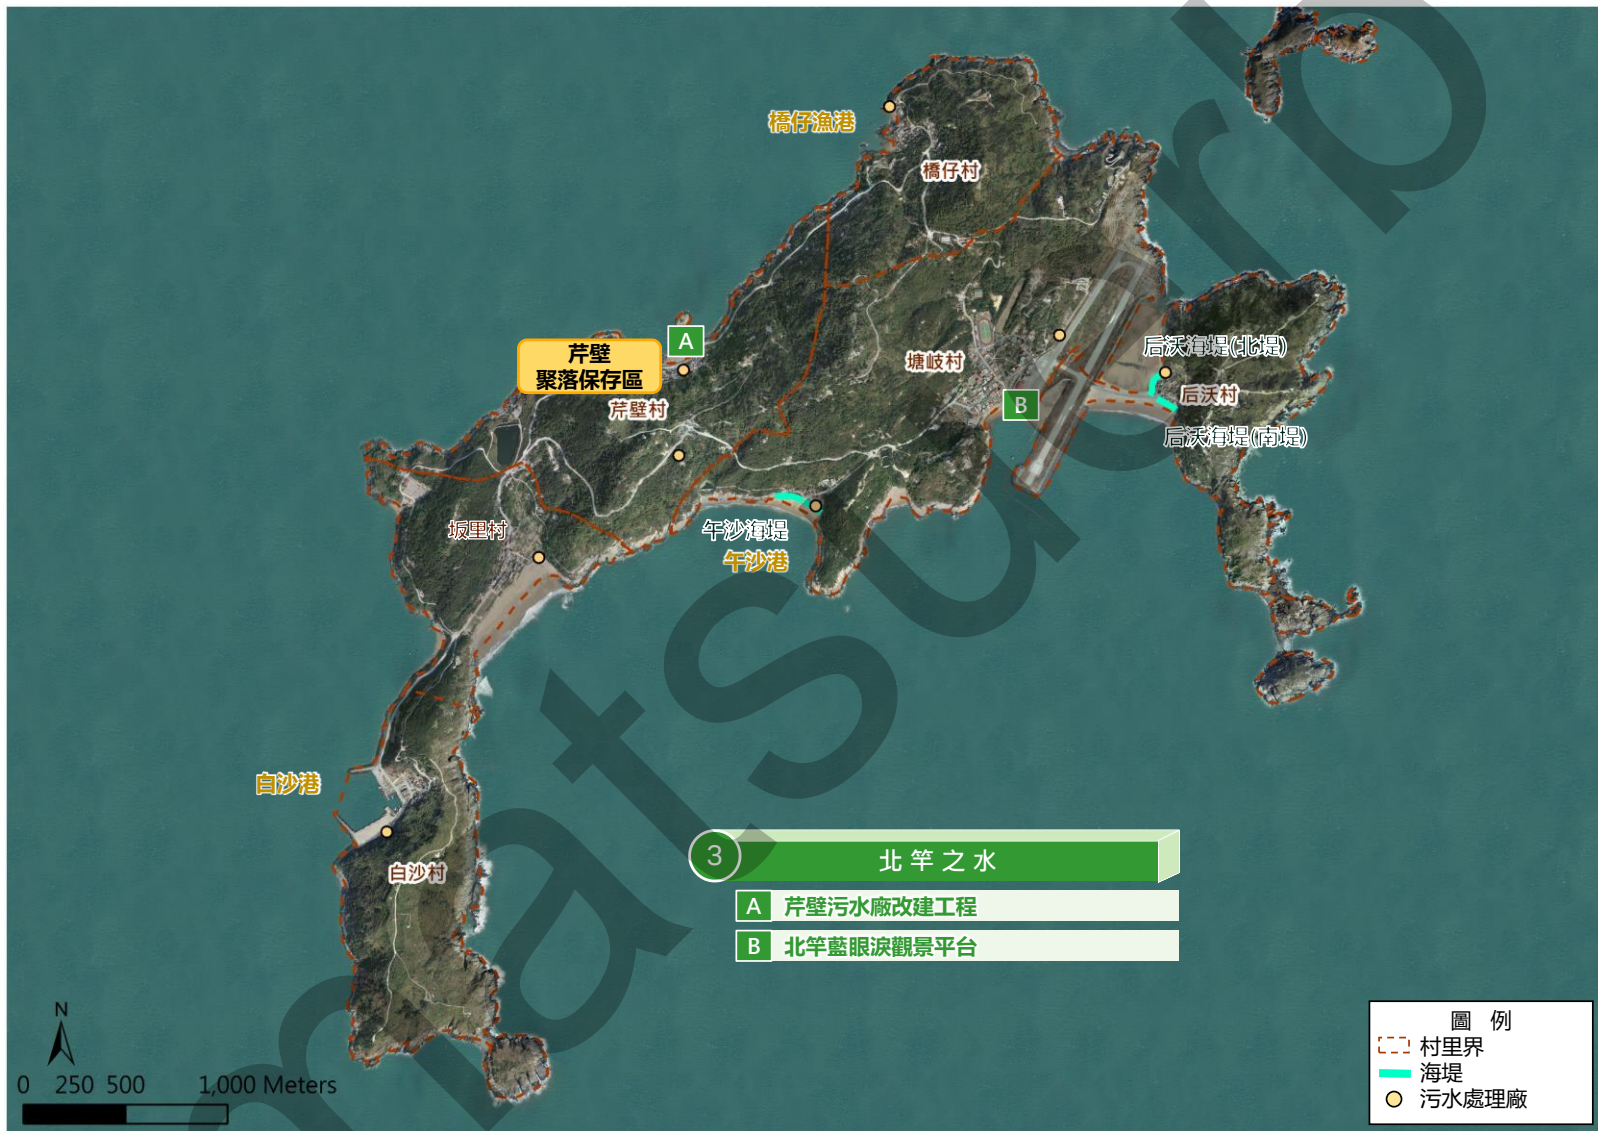 橋仔漁港
橋仔村
A
芹壁
聚落保存區
芹壁村
塘岐村
后沃海堤(北堤)
B
后沃村
后沃海堤(南堤)
坂里村
午沙海堤
午沙港
白沙港
白沙村
3
北竿之水
A 芹壁污水廠改建工程
B 北竿藍眼淚觀景平台
N
0 250 500 1,000 Meters
圖 例
村里界
海堤
污水處理廠